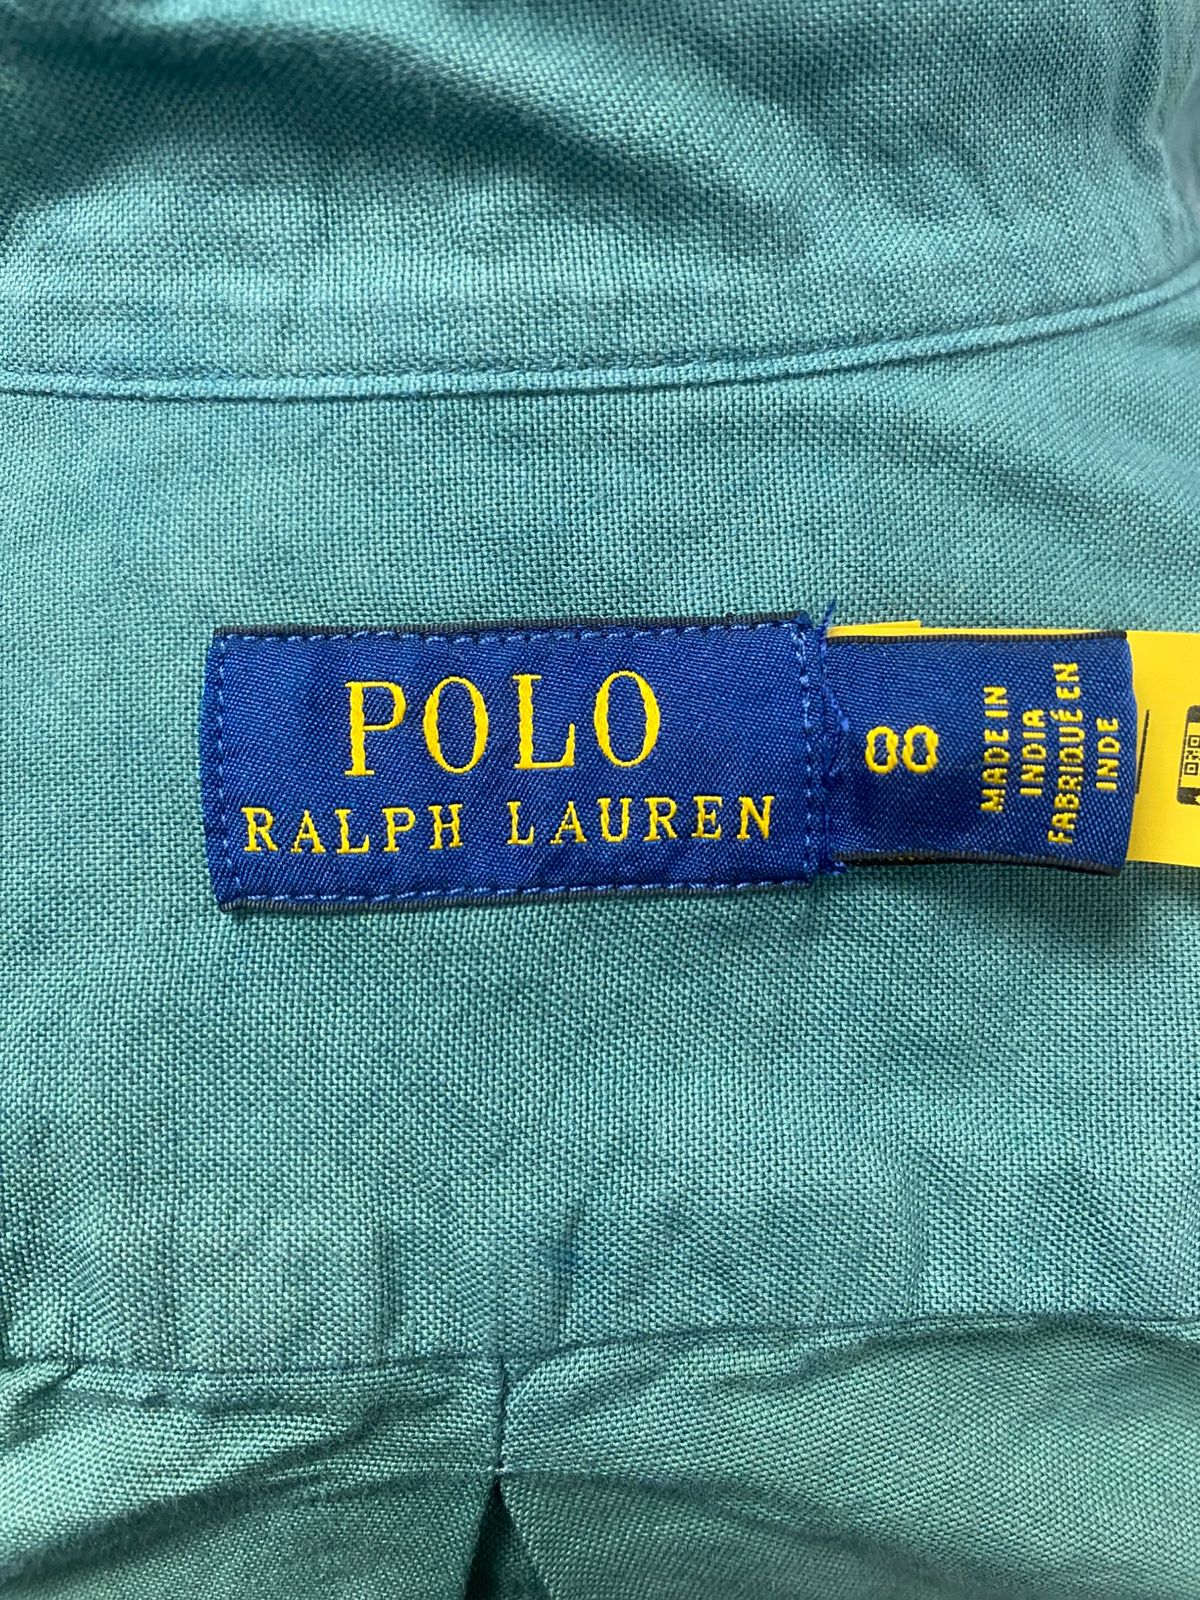 POLO
RALPH LAUREN
00
MADE IN
INDIA
FABRIQUÉ EN
INDE